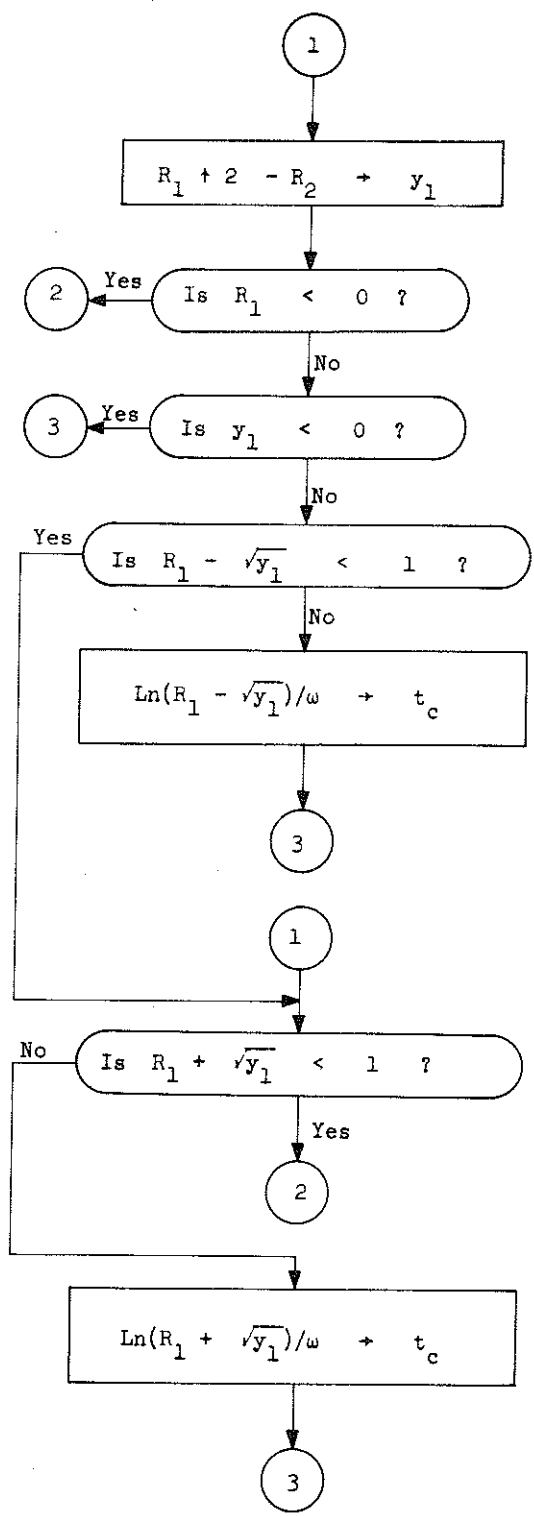 1
R₁ ↑ 2 - R₂ → y₁
2
Yes
Is R₁ < 0 ?
No
3
Yes
Is y₁ < 0 ?
No
Yes
Is R₁ - √y₁ < 1 ?
No
Ln(R₁ - √y₁)/ω → t_c
3
1
No
Is R₁ + √y₁ < 1 ?
Yes
2
Ln(R₁ + √y₁)/ω → t_c
3